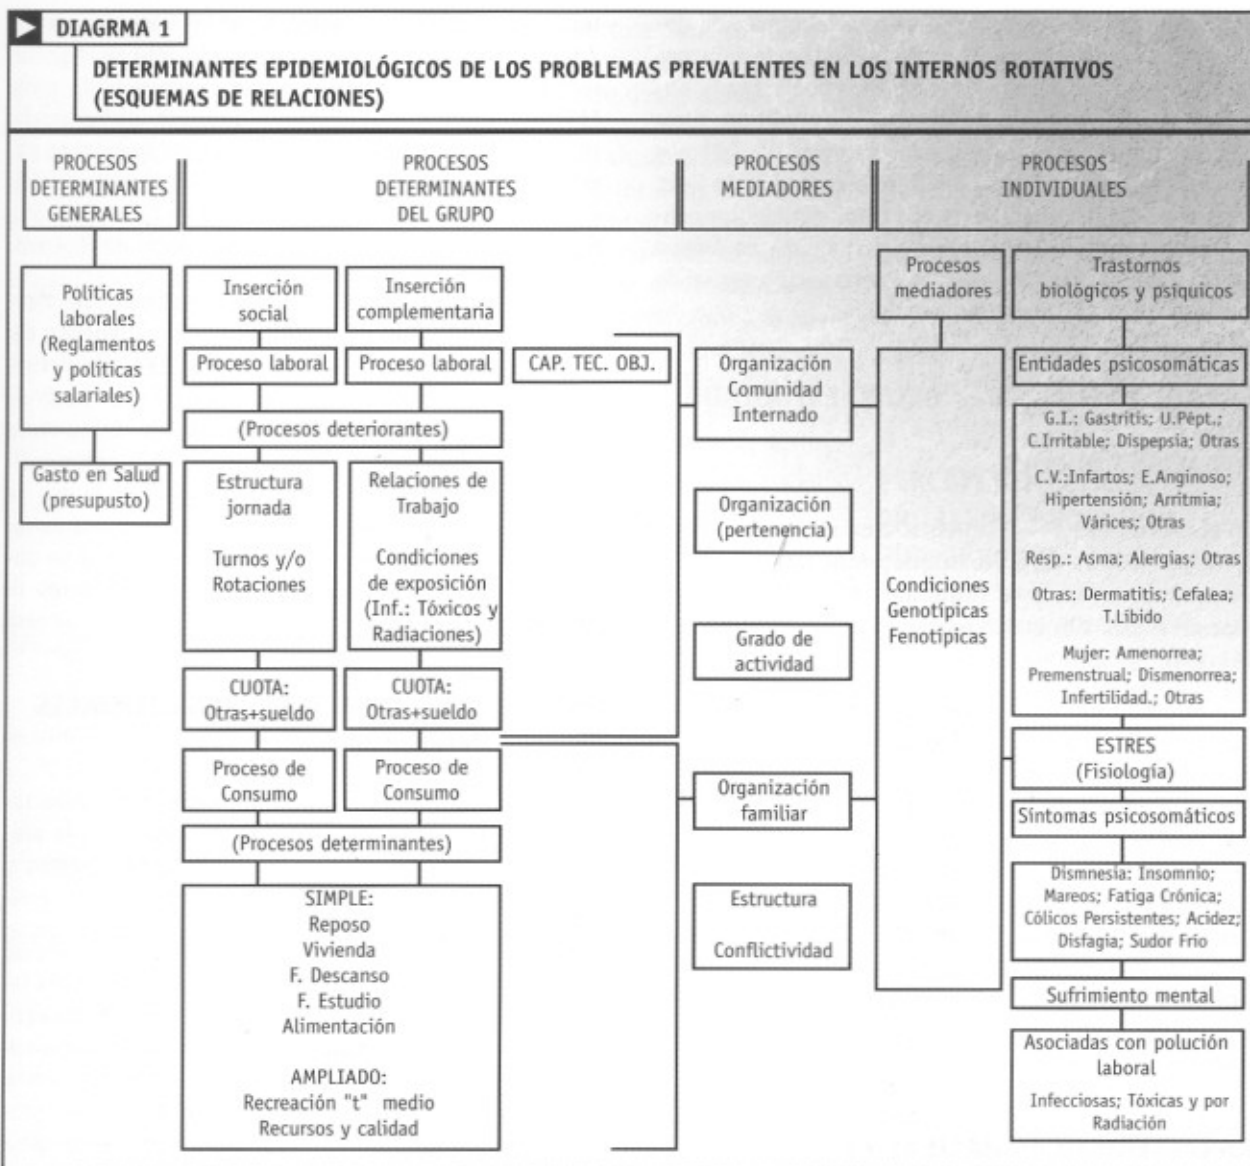 DIAGRMA 1
DETERMINANTES EPIDEMIOLÓGICOS DE LOS PROBLEMAS PREVALENTES EN LOS INTERNOS ROTATIVOS
(ESQUEMAS DE RELACIONES)
PROCESOS
DETERMINANTES
GENERALES
Políticas
laborales
(Reglamentos
y políticas
salariales)
Gasto en Salud
(presupusto)
PROCESOS
DETERMINANTES
DEL GRUPO
Inserción
social
Inserción
complementaria
Proceso laboral
Proceso laboral
CAP. TEC. OBJ.
(Procesos deteriorantes)
Estructura
jornada
Turnos y/o
Rotaciones
Relaciones de
Trabajo
Condiciones
de exposición
(Inf.: Tóxicos y
Radiaciones)
CUOTA:
Otras+sueldo
CUOTA:
Otras+sueldo
Proceso de
Consumo
Proceso de
Consumo
(Procesos determinantes)
SIMPLE:
Reposo
Vivienda
F. Descanso
F. Estudio
Alimentación
AMPLIADO:
Recreación "t" medio
Recursos y calidad
PROCESOS
MEDIADORES
Organización
Comunidad
Internado
Organización
(pertenencia)
Grado de
actividad
Organización
familiar
Estructura
Conflictividad
PROCESOS
INDIVIDUALES
Procesos
mediadores
Condiciones
Genotípicas
Fenotípicas
Trastornos
biológicos y psíquicos
Entidades psicosomáticas
G.I.: Gastritis; U.Pépt.;
C.Irritable; Dispepsia; Otras
C.V.:Infartos; E.Anginoso;
Hipertensión; Arritmia;
Várices; Otras
Resp.: Asma; Alergias; Otras
Otras: Dermatitis; Cefalea;
T.Líbido
Mujer: Amenorrea;
Premenstrual; Dismenorrea;
Infertilidad.; Otras
ESTRES
(Fisiología)
Síntomas psicosomáticos
Dismnesia: Insomnio;
Mareos; Fatiga Crónica;
Cólicos Persistentes; Acidez;
Disfagia; Sudor Frío
Sufrimiento mental
Asociadas con polución
laboral
Infecciosas; Tóxicas y por
Radiación